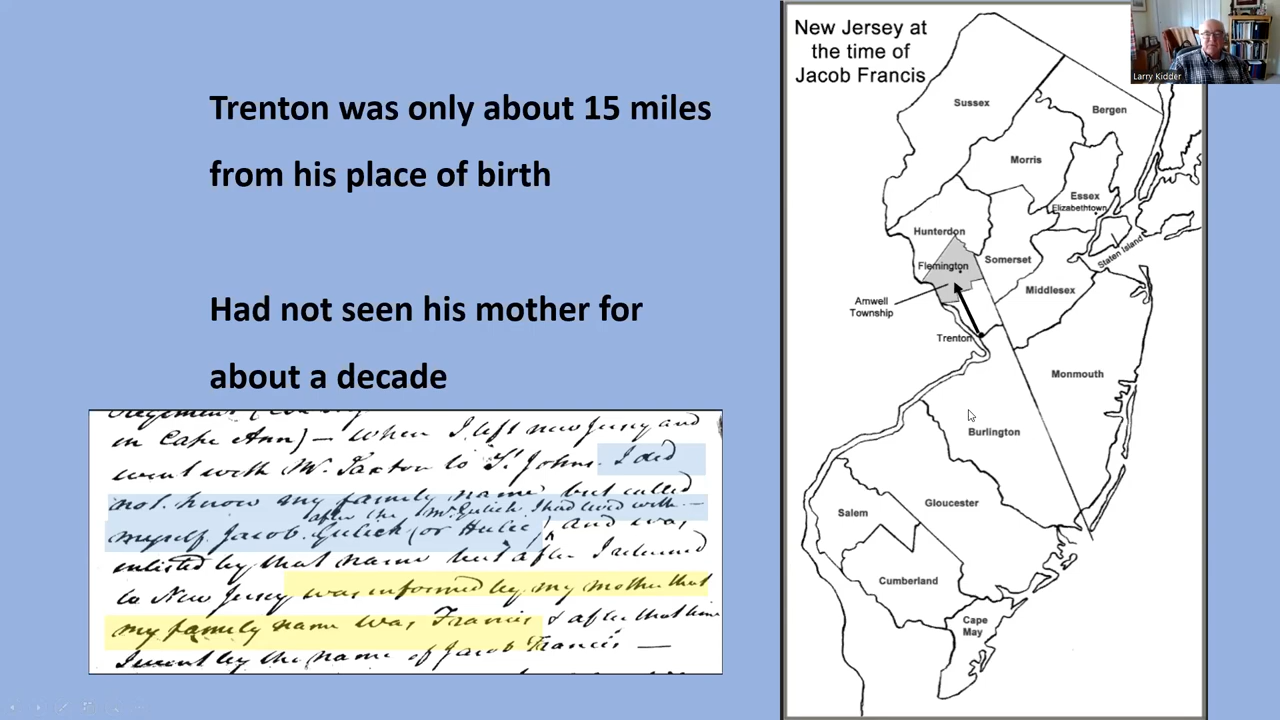 Trenton was only about 15 miles
from his place of birth
Had not seen his mother for
about a decade
in Cape Ann) – when I left new Jersey and
went with Mr. Saxton to St. Johns. I did
not know my family name but called
after the Mr. Gulick I had lived with –
myself Jacob Gulick (or Hulic), and was
enlisted by that name but after I returned
to New Jersey was informed by my mother that
my family name was Francis & after that time
I went by the name of Jacob Francis –
New Jersey at
the time of
Jacob Francis
Larry Kidder
Sussex
Bergen
Morris
Essex
Elizabethtown
Hunterdon
Staten Island
Somerset
Flemington
Middlesex
Amwell
Township
Trenton
Monmouth
Burlington
Gloucester
Salem
Cumberland
Cape
May